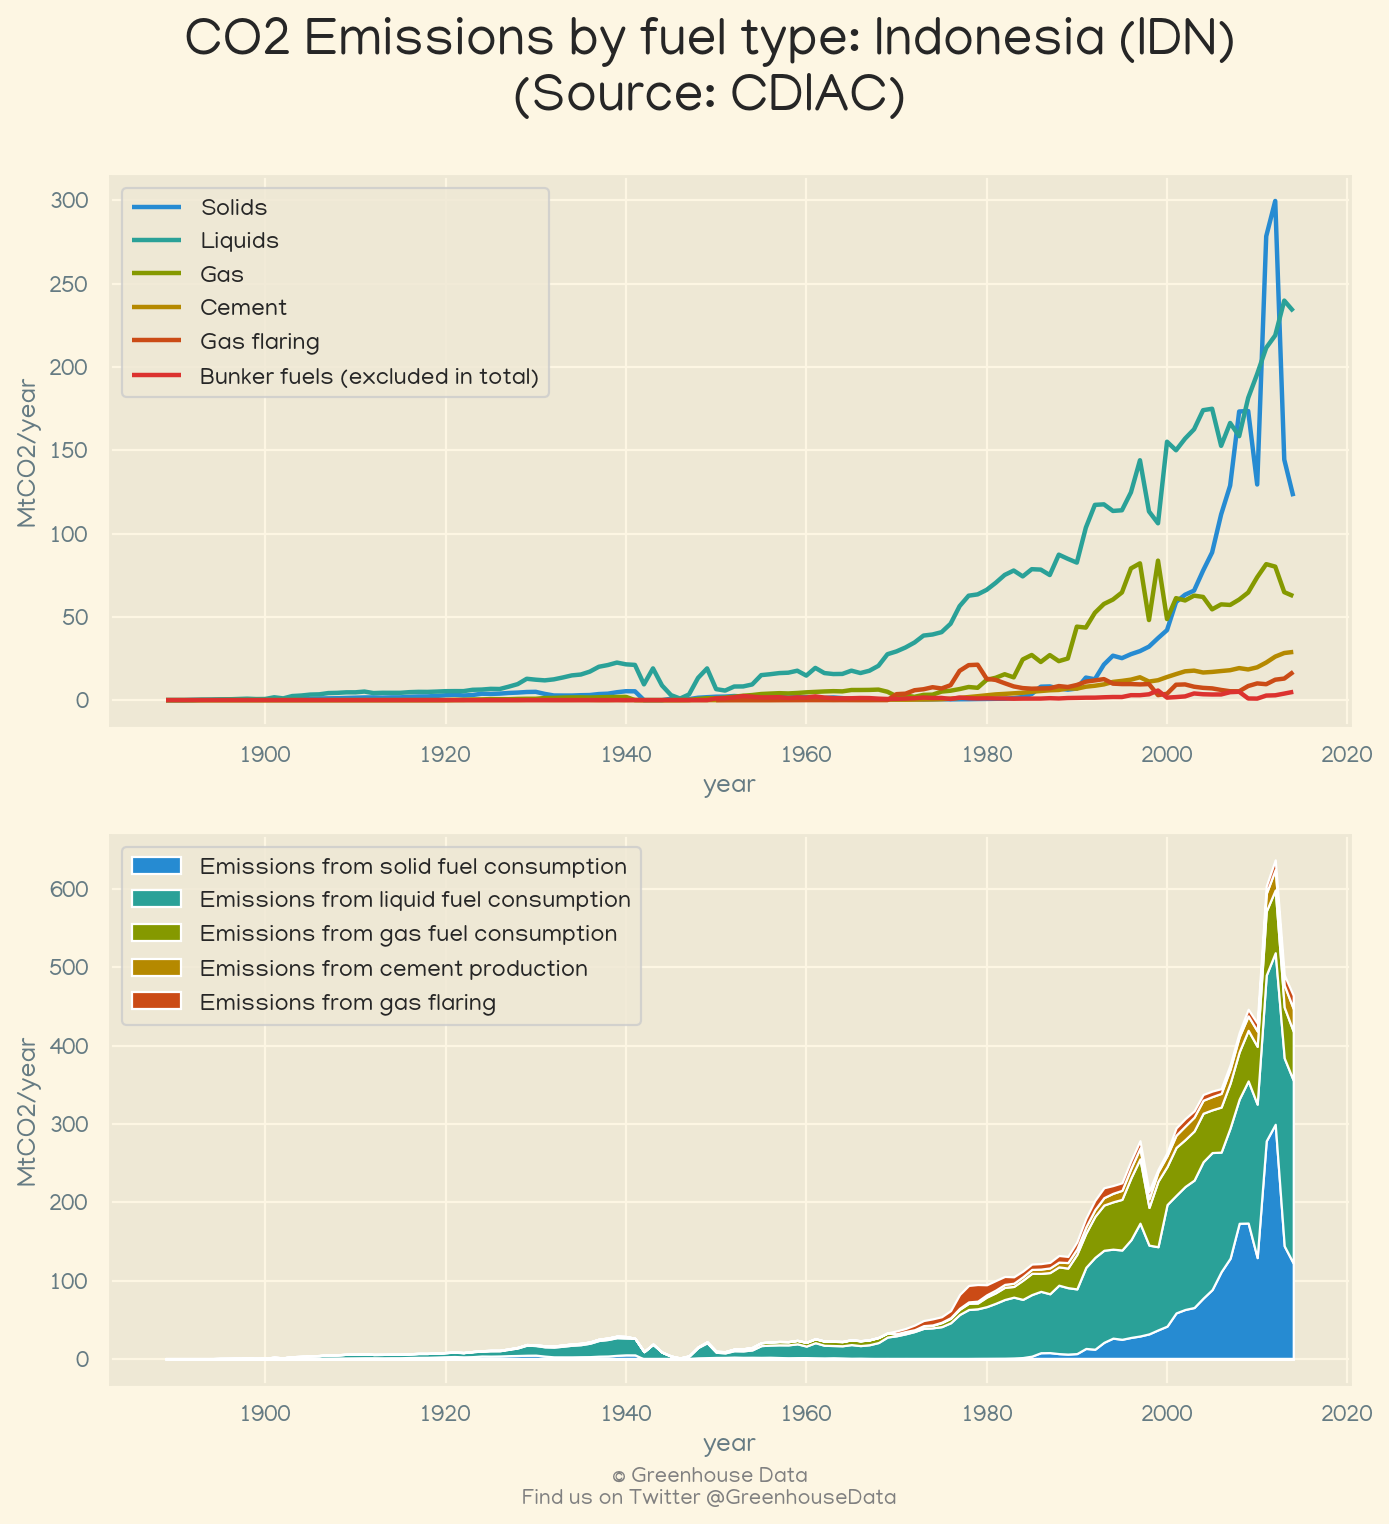 CO2 Emissions by fuel type: Indonesia (IDN)
(Source: CDIAC)
300
250
200
150
100
50
0
MtCO2/year
Solids
Liquids
Gas
Cement
Gas flaring
Bunker fuels (excluded in total)
1900 1920 1940 1960 1980 2000 2020
year
600
500
400
300
200
100
0
MtCO2/year
Emissions from solid fuel consumption
Emissions from liquid fuel consumption
Emissions from gas fuel consumption
Emissions from cement production
Emissions from gas flaring
1900 1920 1940 1960 1980 2000 2020
year
© Greenhouse Data
Find us on Twitter @GreenhouseData